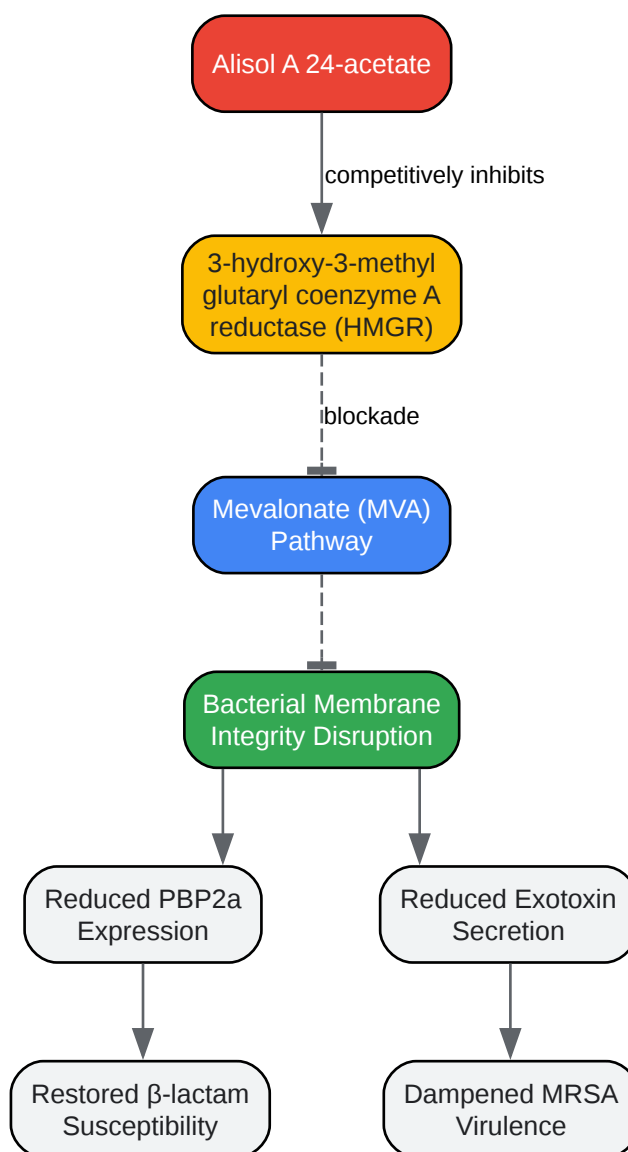 Alisol A 24-acetate
competitively inhibits
3-hydroxy-3-methyl
glutaryl coenzyme A
reductase (HMGR)
blockade
Mevalonate (MVA)
Pathway
Bacterial Membrane
Integrity Disruption
Reduced PBP2a
Expression
Reduced Exotoxin
Secretion
Restored β-lactam
Susceptibility
Dampened MRSA
Virulence